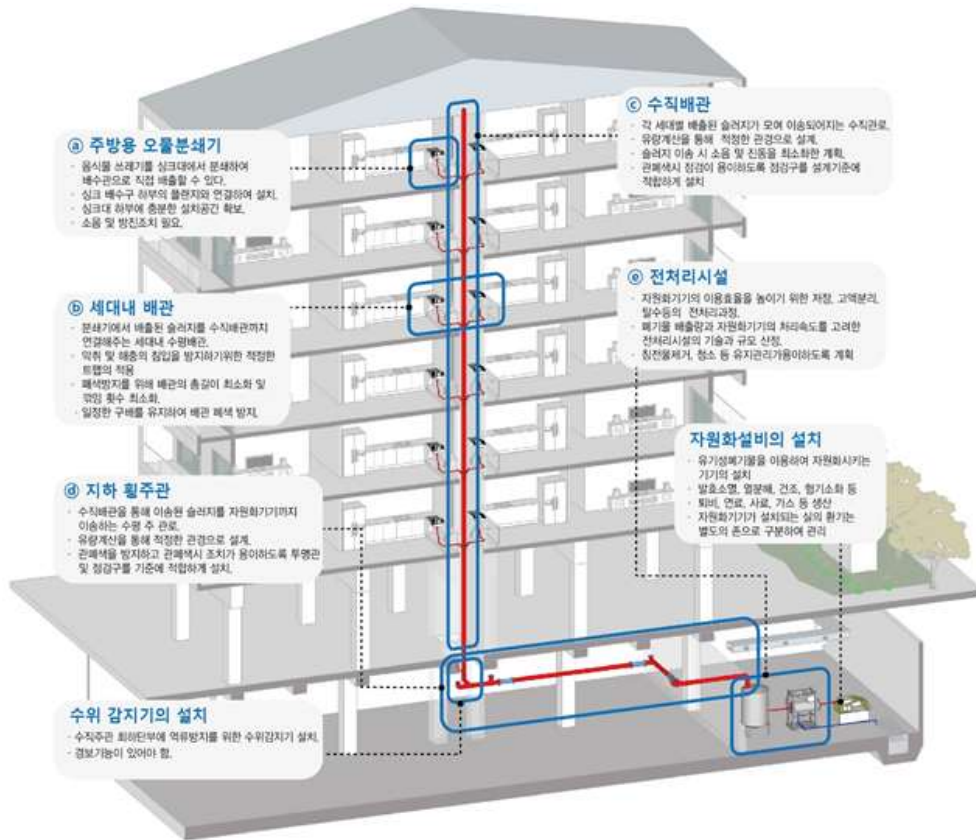 ⓐ 주방용 오물분쇄기
· 음식물 쓰레기를 싱크대에서 분쇄하여
배수관으로 직접 배출할 수 있다.
· 싱크 배수구 하부의 플랜지와 연결하여 설치.
· 싱크대 하부에 충분한 설치공간 확보.
· 소음 및 방진조치 필요.
ⓑ 세대내 배관
· 분쇄기에서 배출된 슬러지를 수직배관까지
연결해주는 세대내 수평배관.
· 악취 및 해충의 침입을 방지하기위한 적정한
트랩의 적용
· 폐색방지를 위해 배관의 총길이 최소화 및
꺾임 횟수 최소화.
· 일정한 구배를 유지하여 배관 폐색 방지.
ⓓ 지하 횡주관
· 수직배관을 통해 이송된 슬러지를 자원화기기까지
이송하는 수평 주 관로.
· 유량계산을 통해 적정한 관경으로 설계.
· 관폐색을 방지하고 관폐색시 조치가 용이하도록 투명관
및 점검구를 기준에 적합하게 설치.
수위 감지기의 설치
· 수직주관 최하단부에 역류방지를 위한 수위감지기 설치.
· 경보기능이 있어야 함.
ⓒ 수직배관
· 각 세대별 배출된 슬러지가 모여 이송되어지는 수직관로.
· 유량계산을 통해 적정한 관경으로 설계.
· 슬러지 이송 시 소음 및 진동을 최소화한 계획.
· 관폐색시 점검이 용이하도록 점검구를 설계기준에
적합하게 설치
ⓔ 전처리시설
· 자원화기기의 이용효율을 높이기 위한 저장, 고액분리,
탈수등의 전처리과정.
· 폐기물 배출량과 자원화기기의 처리속도를 고려한
전처리시설의 기술과 규모 산정.
· 침전물제거, 청소 등 유지관리가용이하도록 계획
자원화설비의 설치
· 유기성폐기물을 이용하여 자원화시키는
기기의 설치
· 발효소멸, 열분해, 건조, 혐기소화 등
· 퇴비, 연료, 사료, 가스 등 생산
· 자원화기기가 설치되는 실의 환기는
별도의 존으로 구분하여 관리